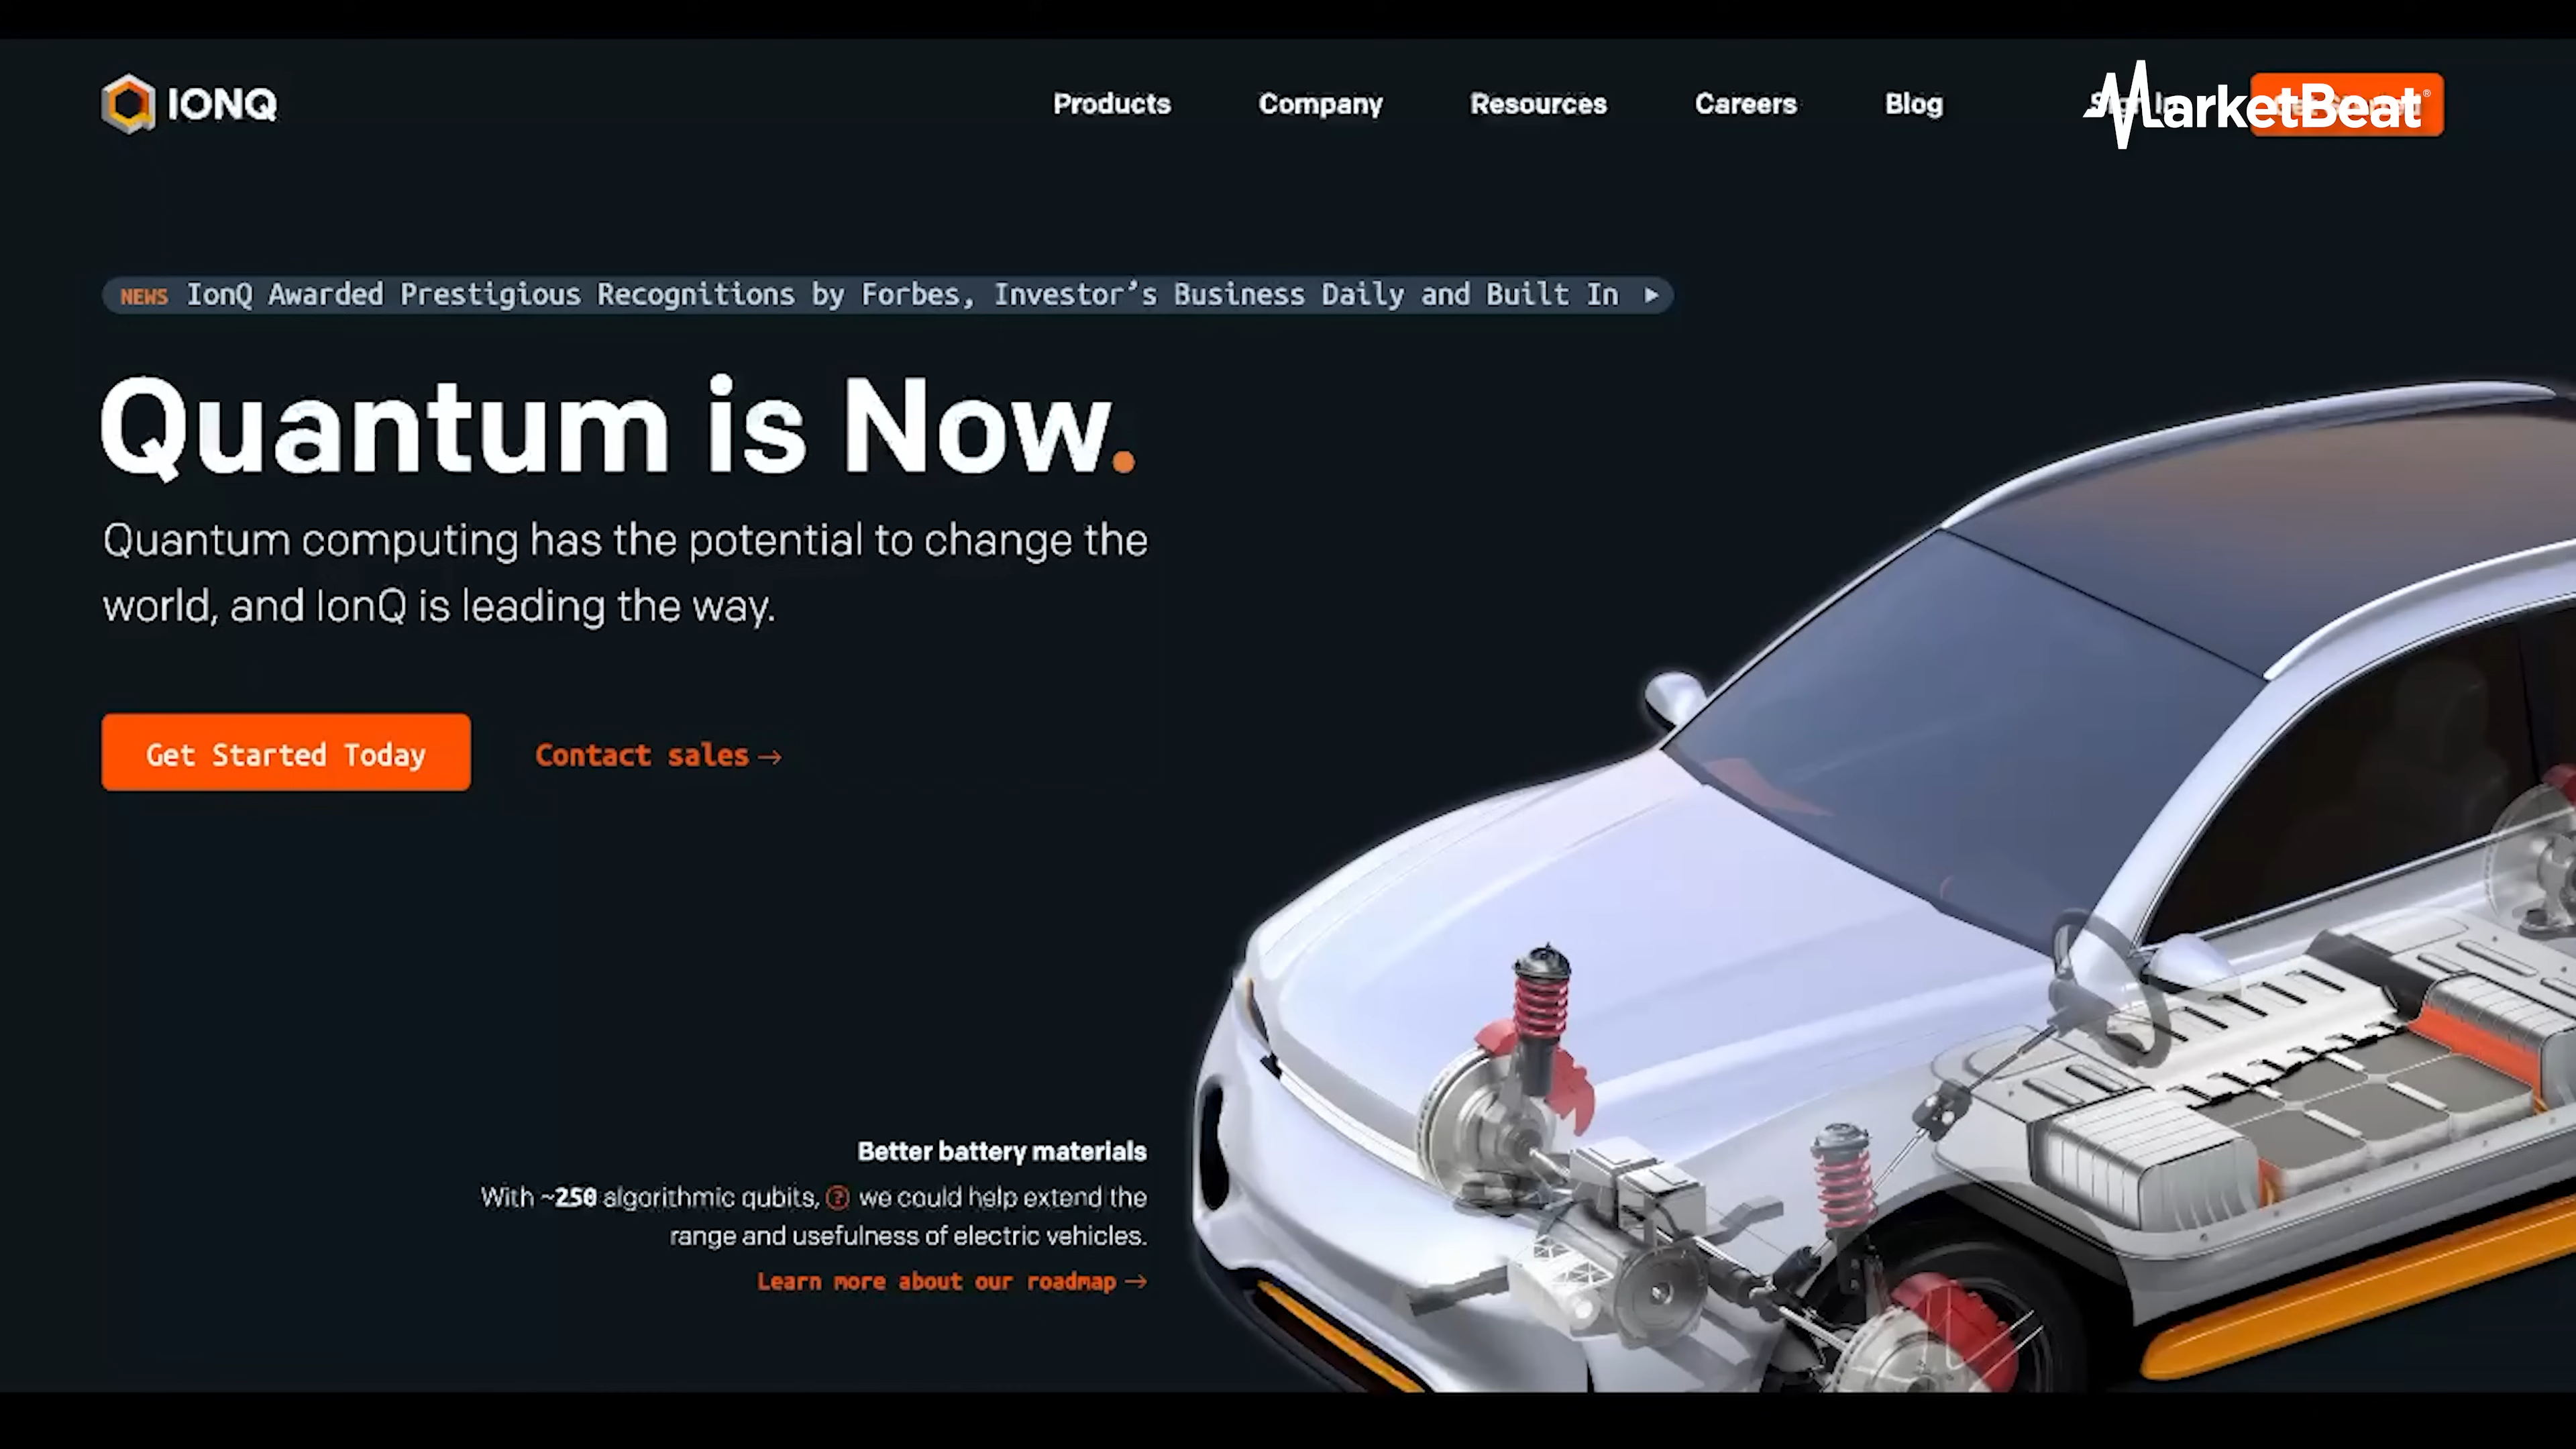 IONQ
Products
Company
Resources
Careers
Blog
MarketBeat®
NEWS IonQ Awarded Prestigious Recognitions by Forbes, Investor’s Business Daily and Built In
Quantum is Now.
Quantum computing has the potential to change the
world, and IonQ is leading the way.
Get Started Today
Contact sales →
Better battery materials
With ~250 algorithmic qubits, ? we could help extend the
range and usefulness of electric vehicles.
Learn more about our roadmap →